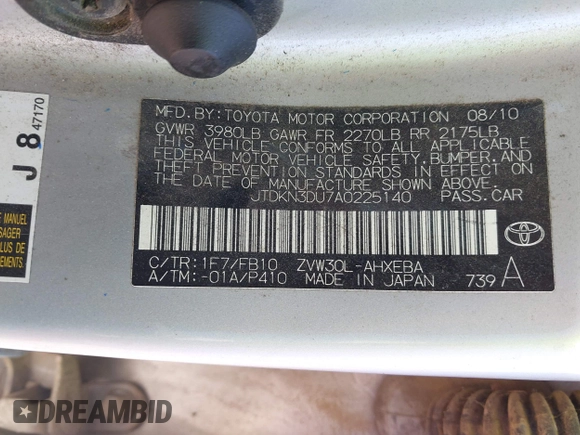 J 8 47170
E MANUEL
SAGER
PLUS DE
UES.
MFD. BY: TOYOTA MOTOR CORPORATION 08/10
GVWR 3980LB GAWR FR 2270LB RR 2175LB
THIS VEHICLE CONFORMS TO ALL APPLICABLE
FEDERAL MOTOR VEHICLE SAFETY, BUMPER, AND
THEFT PREVENTION STANDARDS IN EFFECT ON
THE DATE OF MANUFACTURE SHOWN ABOVE.
JTDKN3DU7A0225140 PASS. CAR
C/TR: 1F7/FB10 ZVW30L-AHXEBA
A/TM: -01A/P410 MADE IN JAPAN 739 A
TOYOTA
DREAMBID